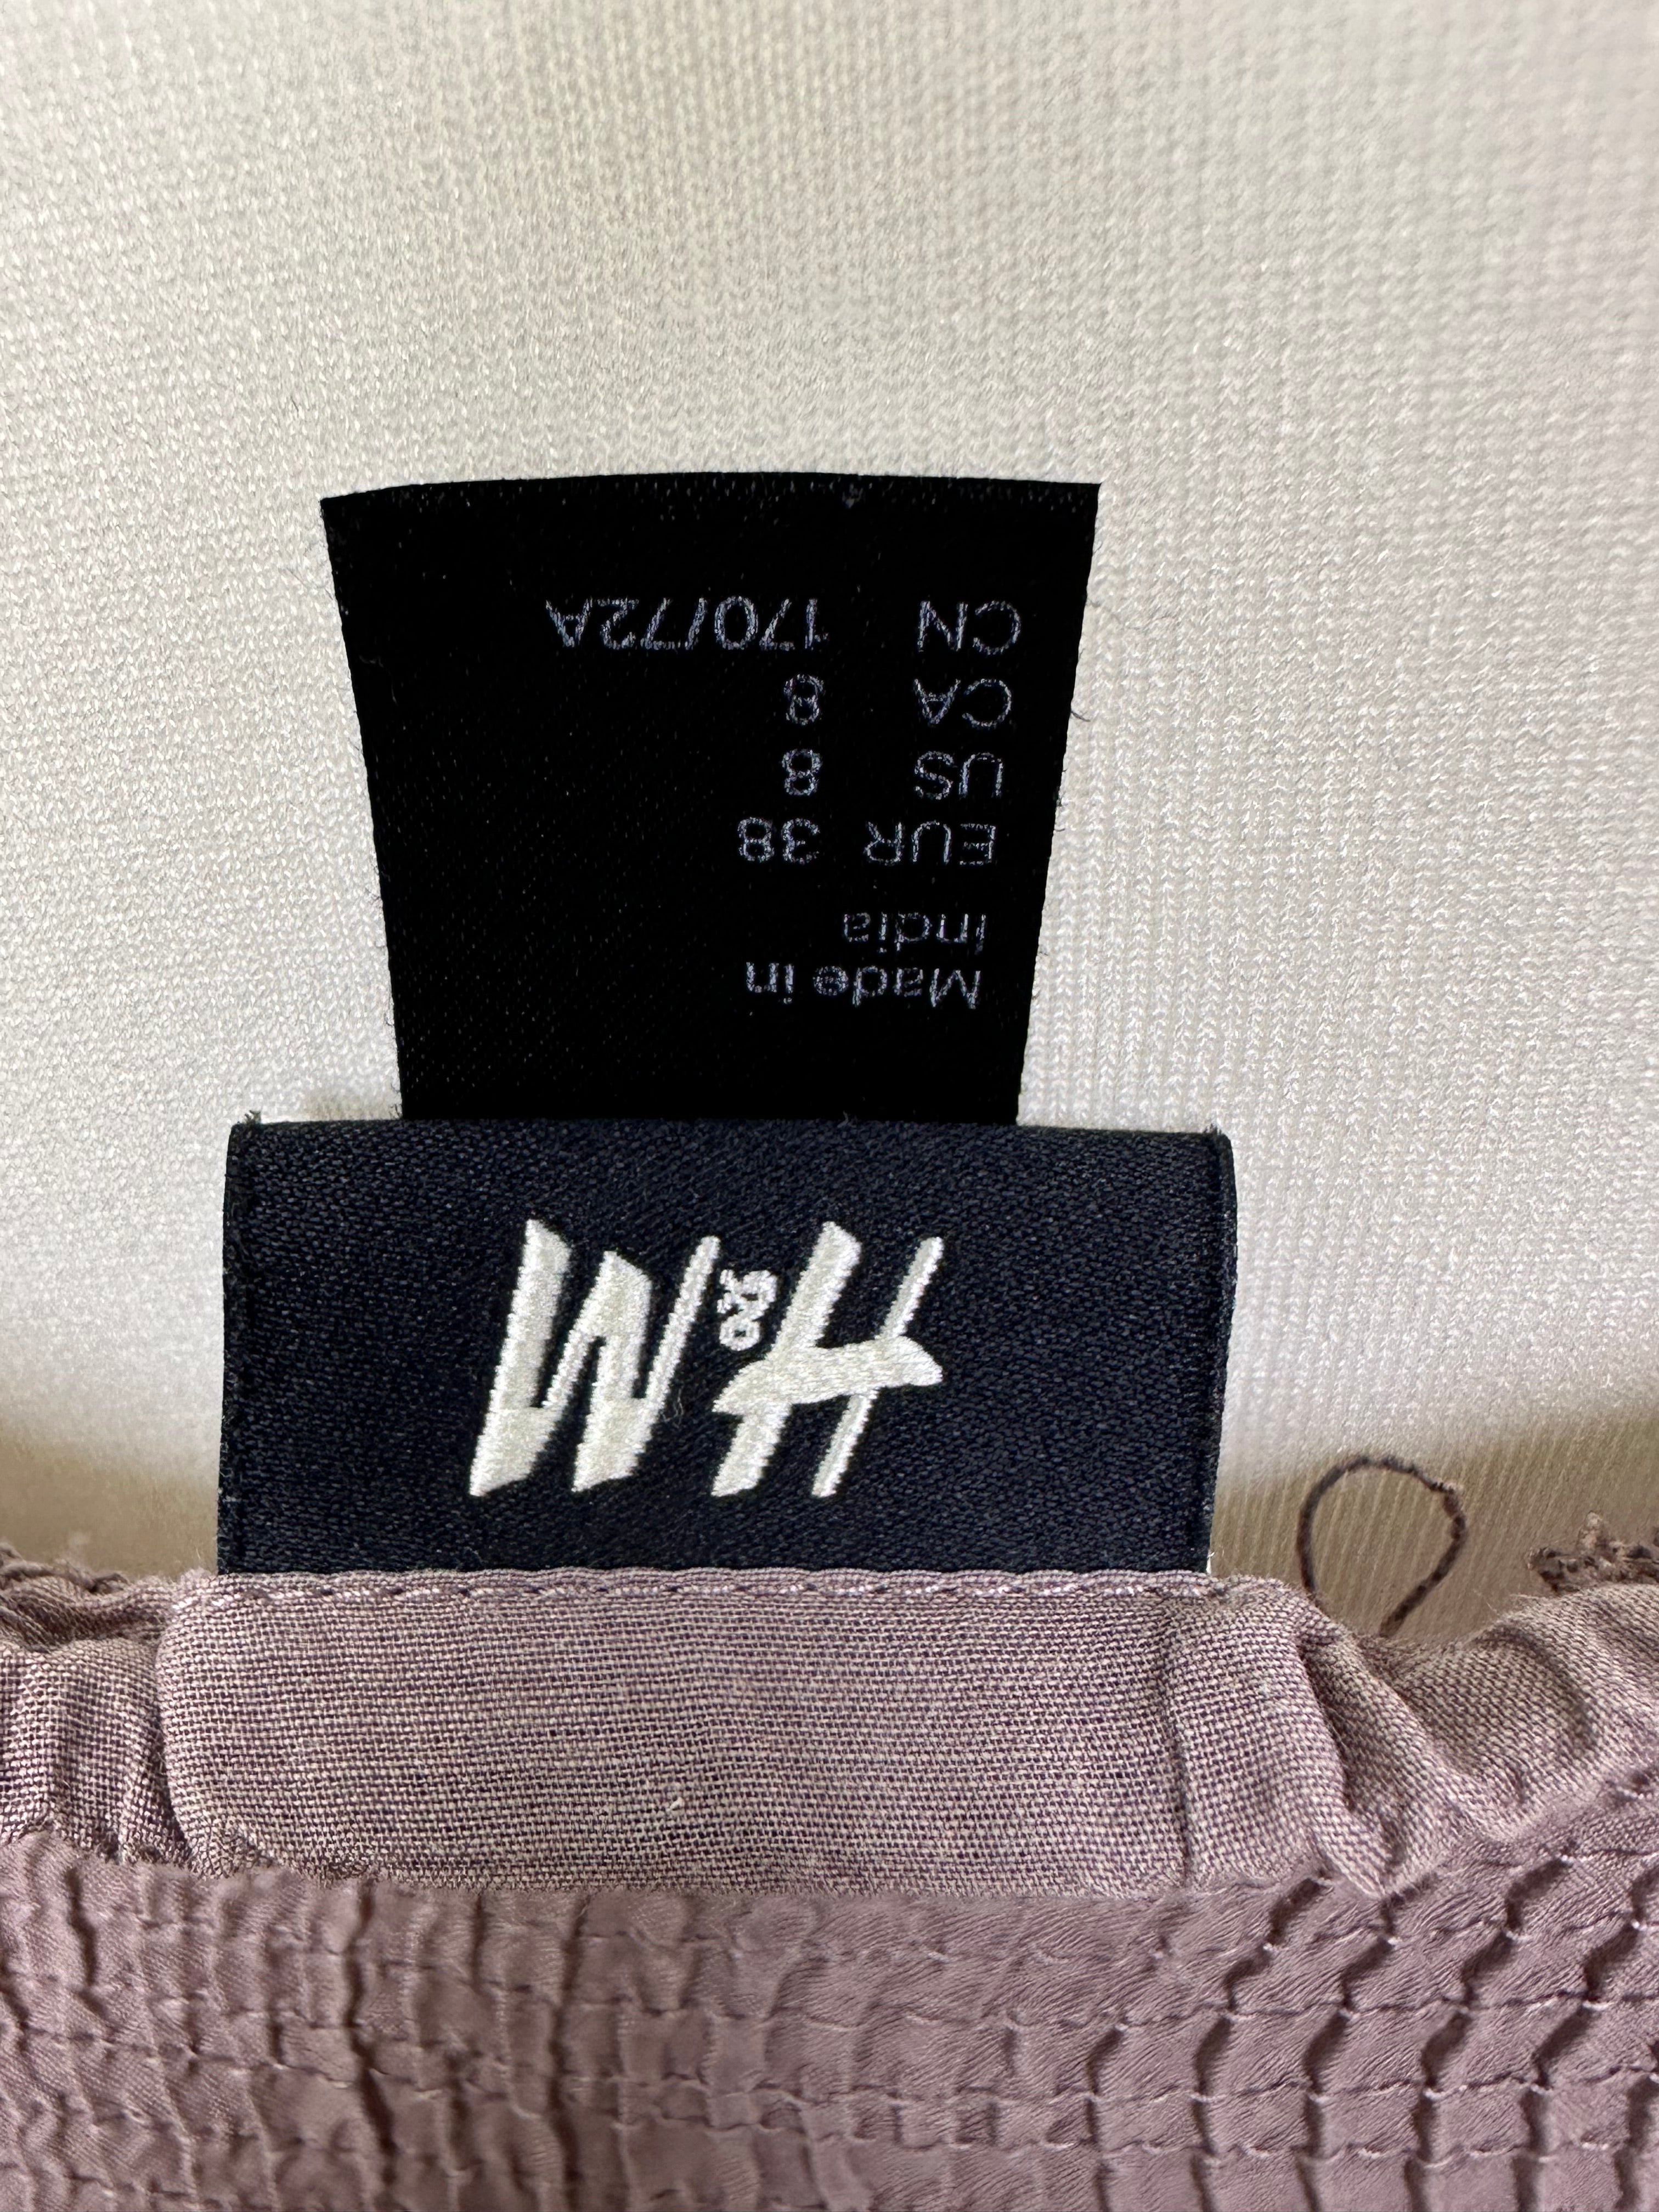 H&M
Made in
India
EUR 38
US 8
CA 8
CN 170/72A